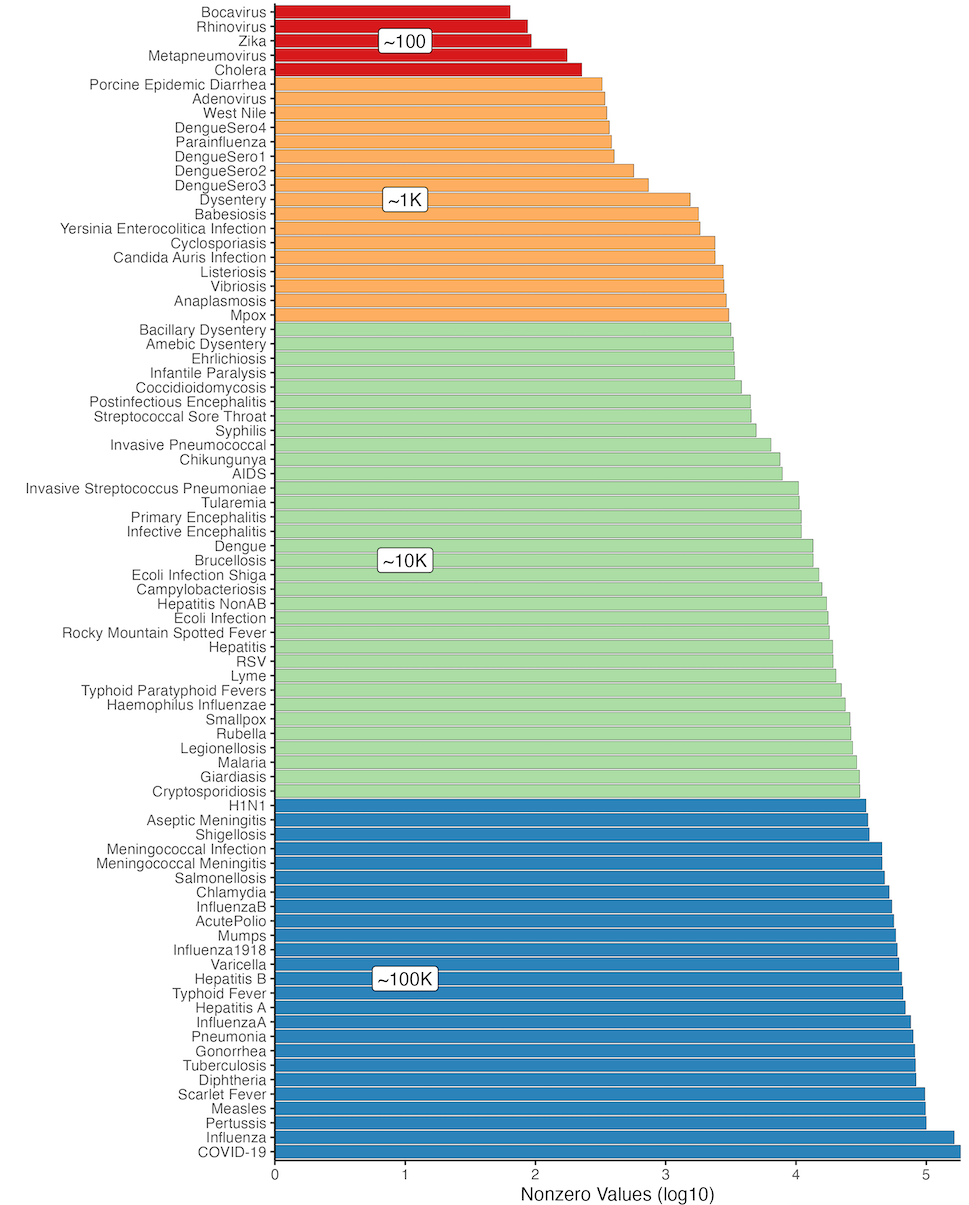 Bocavirus
Rhinovirus
Zika
~100
Metapneumovirus
Cholera
Porcine Epidemic Diarrhea
Adenovirus
West Nile
DengueSero4
Parainfluenza
DengueSero1
DengueSero2
DengueSero3
Dysentery
~1K
Babesiosis
Yersinia Enterocolitica Infection
Cyclosporiasis
Candida Auris Infection
Listeriosis
Vibriosis
Anaplasmosis
Mpox
Bacillary Dysentery
Amebic Dysentery
Ehrlichiosis
Infantile Paralysis
Coccidioidomycosis
Postinfectious Encephalitis
Streptococcal Sore Throat
Syphilis
Invasive Pneumococcal
Chikungunya
AIDS
Invasive Streptococcus Pneumoniae
Tularemia
Primary Encephalitis
Infective Encephalitis
Dengue
Brucellosis
~10K
Ecoli Infection Shiga
Campylobacteriosis
Hepatitis NonAB
Ecoli Infection
Rocky Mountain Spotted Fever
Hepatitis
RSV
Lyme
Typhoid Paratyphoid Fevers
Haemophilus Influenzae
Smallpox
Rubella
Legionellosis
Malaria
Giardiasis
Cryptosporidiosis
H1N1
Aseptic Meningitis
Shigellosis
Meningococcal Infection
Meningococcal Meningitis
Salmonellosis
Chlamydia
InfluenzaB
AcutePolio
Mumps
Influenza1918
Varicella
Hepatitis B
~100K
Typhoid Fever
Hepatitis A
InfluenzaA
Pneumonia
Gonorrhea
Tuberculosis
Diphtheria
Scarlet Fever
Measles
Pertussis
Influenza
COVID-19
0 1 2 3 4 5
Nonzero Values (log10)